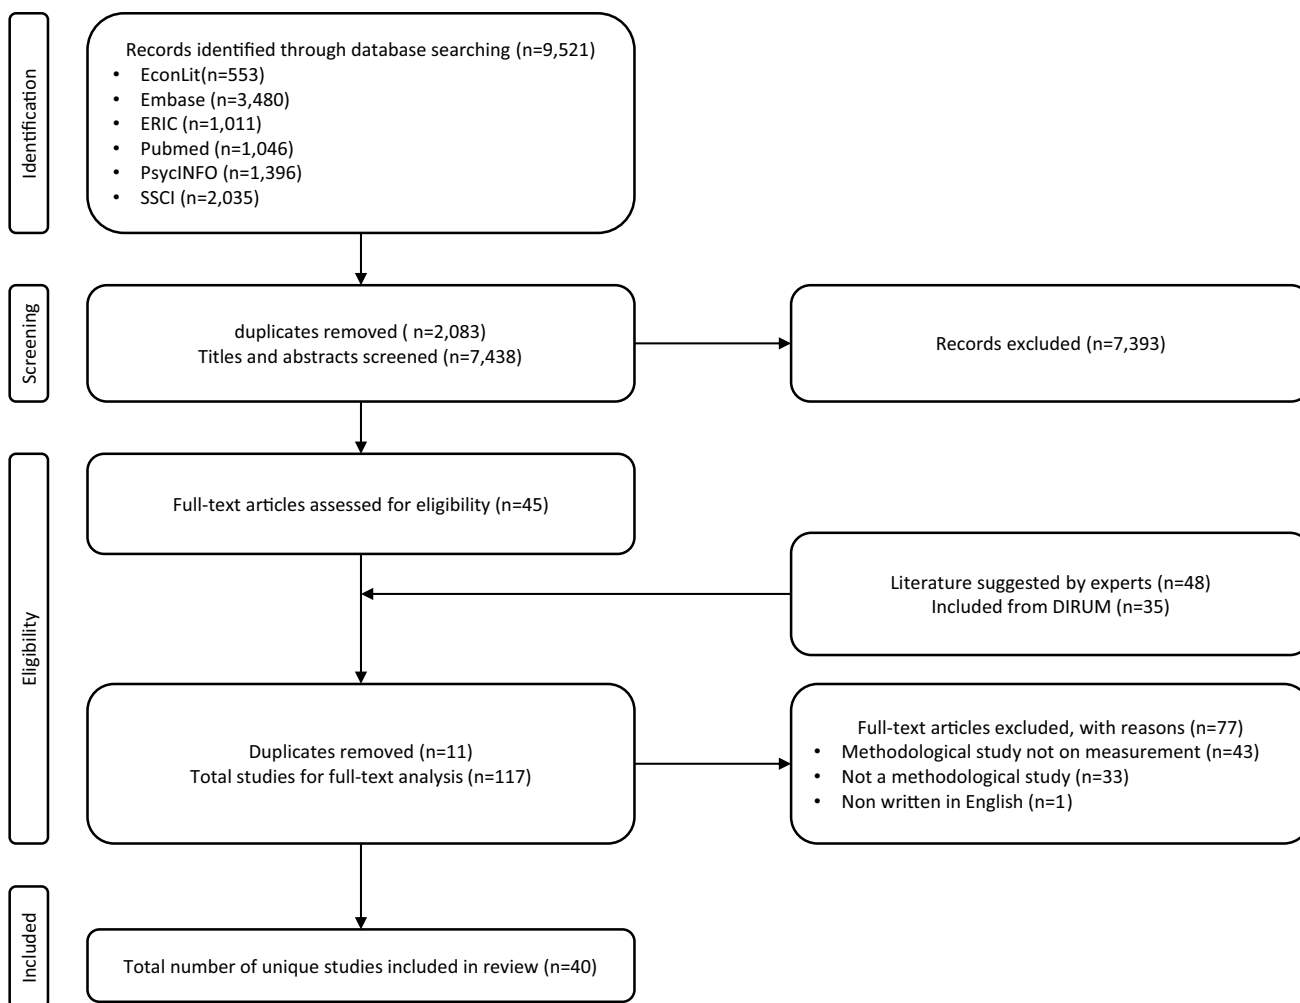 Identification
Records identified through database searching (n=9,521)
• EconLit(n=553)
• Embase (n=3,480)
• ERIC (n=1,011)
• Pubmed (n=1,046)
• PsycINFO (n=1,396)
• SSCI (n=2,035)
Screening
duplicates removed ( n=2,083)
Titles and abstracts screened (n=7,438)
Records excluded (n=7,393)
Eligibility
Full-text articles assessed for eligibility (n=45)
Literature suggested by experts (n=48)
Included from DIRUM (n=35)
Duplicates removed (n=11)
Total studies for full-text analysis (n=117)
Full-text articles excluded, with reasons (n=77)
• Methodological study not on measurement (n=43)
• Not a methodological study (n=33)
• Non written in English (n=1)
Included
Total number of unique studies included in review (n=40)